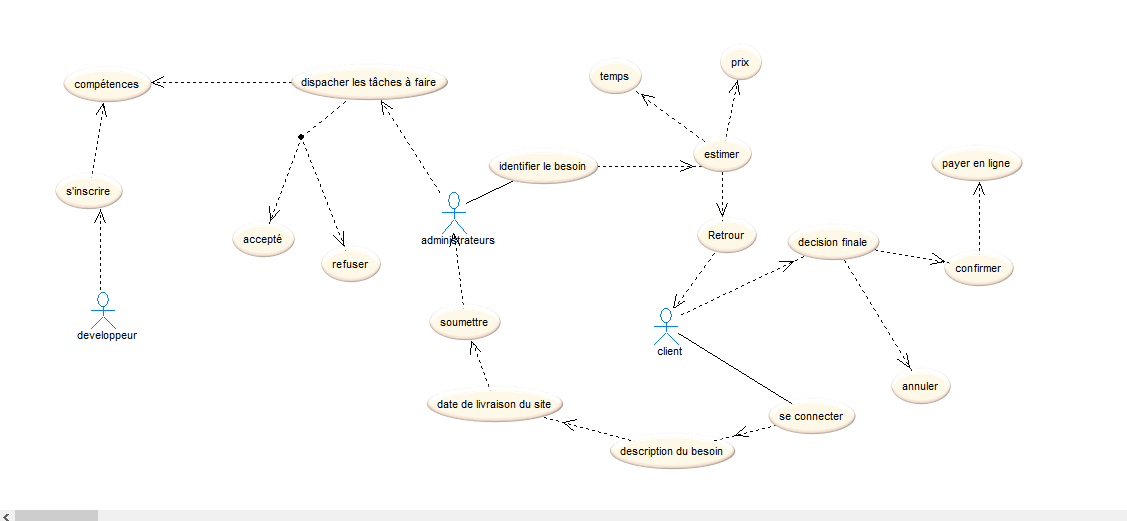 prix
temps
compétences
dispacher les tâches à faire
estimer
payer en ligne
identifier le besoin
s'inscrire
Retrour
accepté
administrateurs
decision finale
refuser
confirmer
soumettre
developpeur
client
annuler
date de livraison du site
se connecter
description du besoin